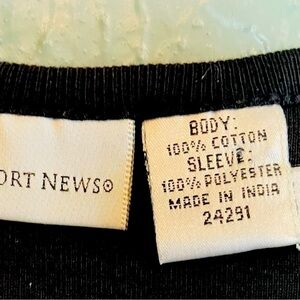 ORT NEWS®
BODY:
100% COTTON
SLEEVE:
100% POLYESTER
MADE IN INDIA
24291